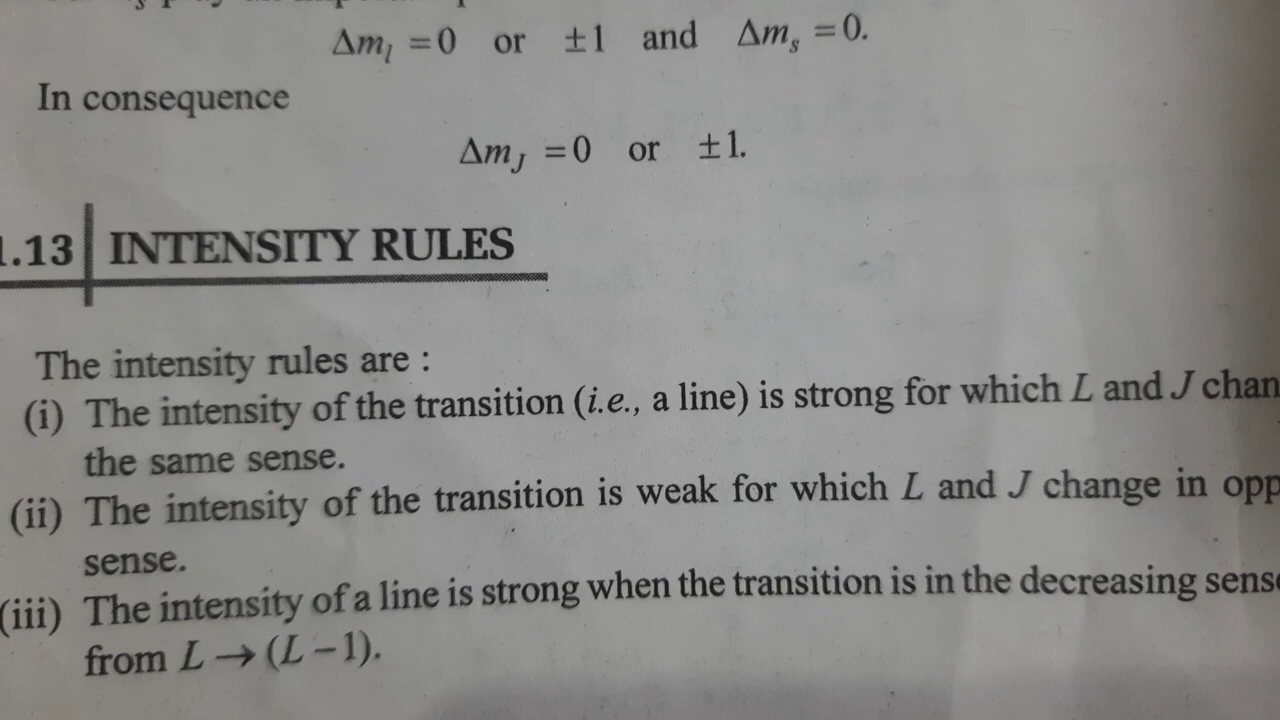 Δm_l = 0 or ±1 and Δm_s = 0.
In consequence
Δm_J = 0 or ±1.
.13 INTENSITY RULES
The intensity rules are :
(i) The intensity of the transition (i.e., a line) is strong for which L and J chan
the same sense.
(ii) The intensity of the transition is weak for which L and J change in opp
sense.
(iii) The intensity of a line is strong when the transition is in the decreasing sense
from L → (L – 1).